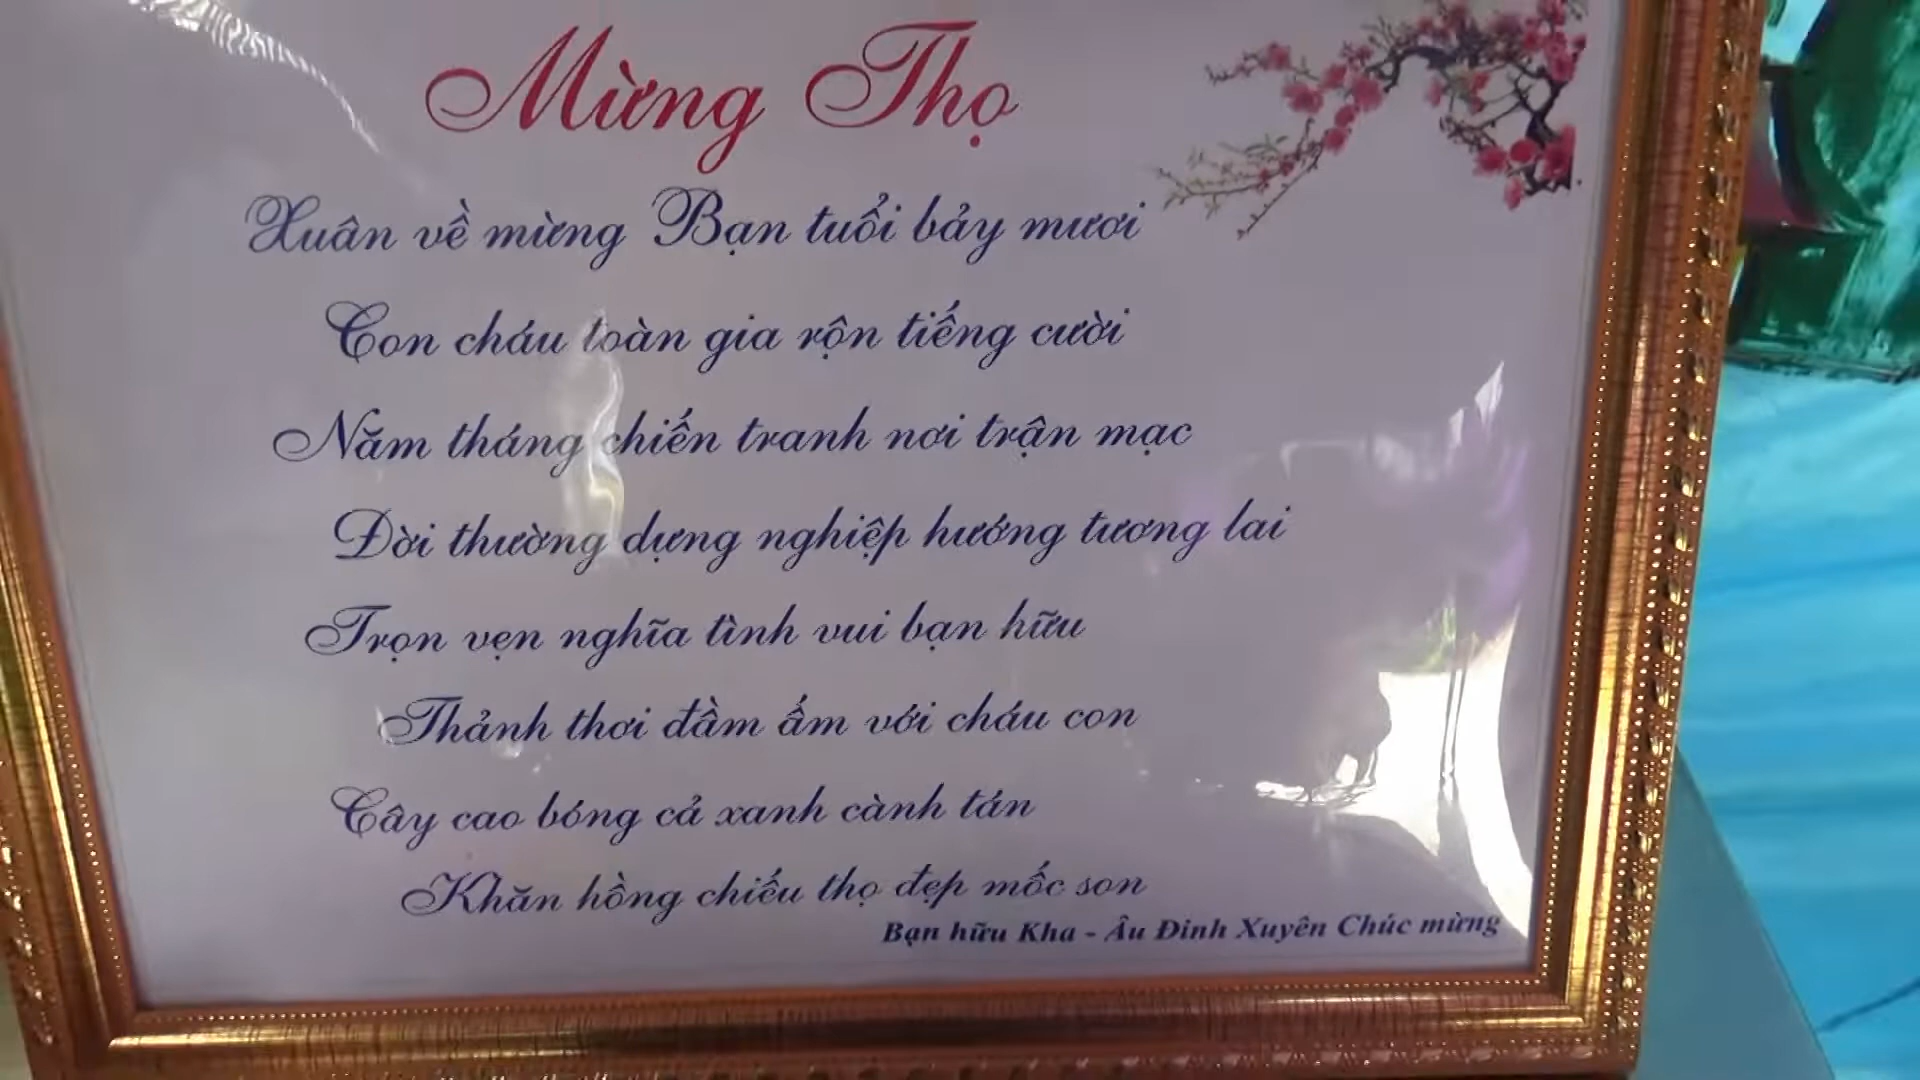 Mừng Thọ
Xuân về mừng Bạn tuổi bảy mươi
Con cháu toàn gia rộn tiếng cười
Năm tháng chiến tranh nơi trận mạc
Đời thường dựng nghiệp hướng tương lai
Trọn vẹn nghĩa tình vui bạn hữu
Thảnh thơi đầm ấm với cháu con
Cây cao bóng cả xanh cành tán
Khăn hồng chiếu thọ đẹp mốc son
Bạn hữu Kha - Âu Đinh Xuyên Chúc mừng